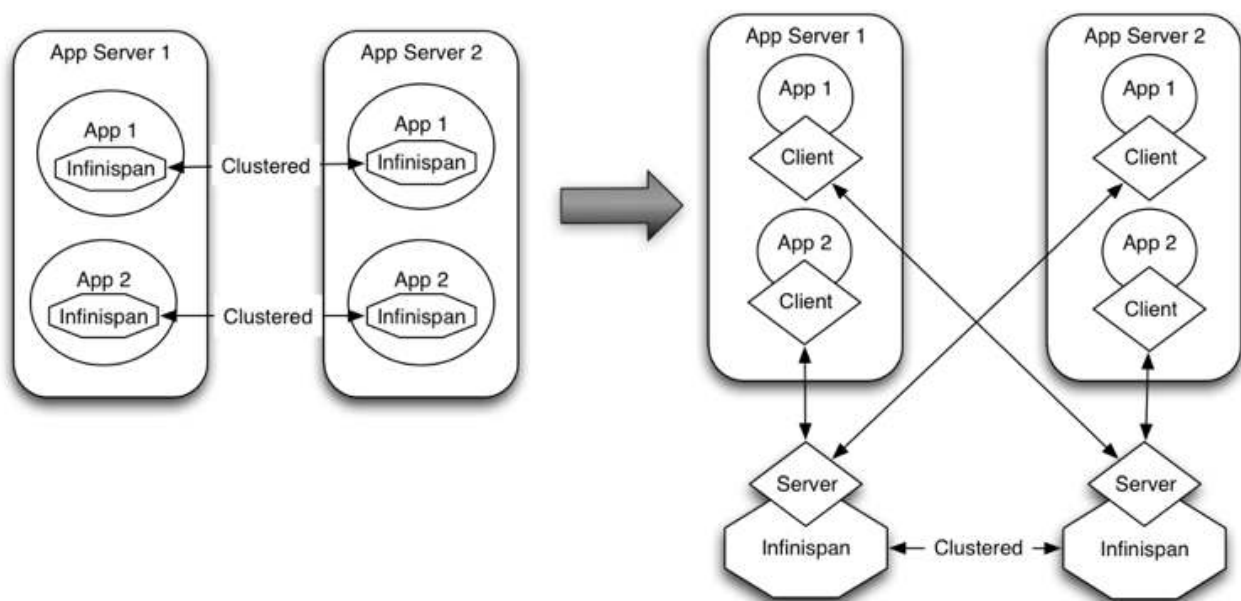 App Server 1
App Server 2
App 1
Infinispan
Clustered
App 1
Infinispan
App 2
Infinispan
Clustered
App 2
Infinispan
App Server 1
App Server 2
App 1
Client
App 1
Client
App 2
Client
App 2
Client
Server
Server
Infinispan
Clustered
Infinispan